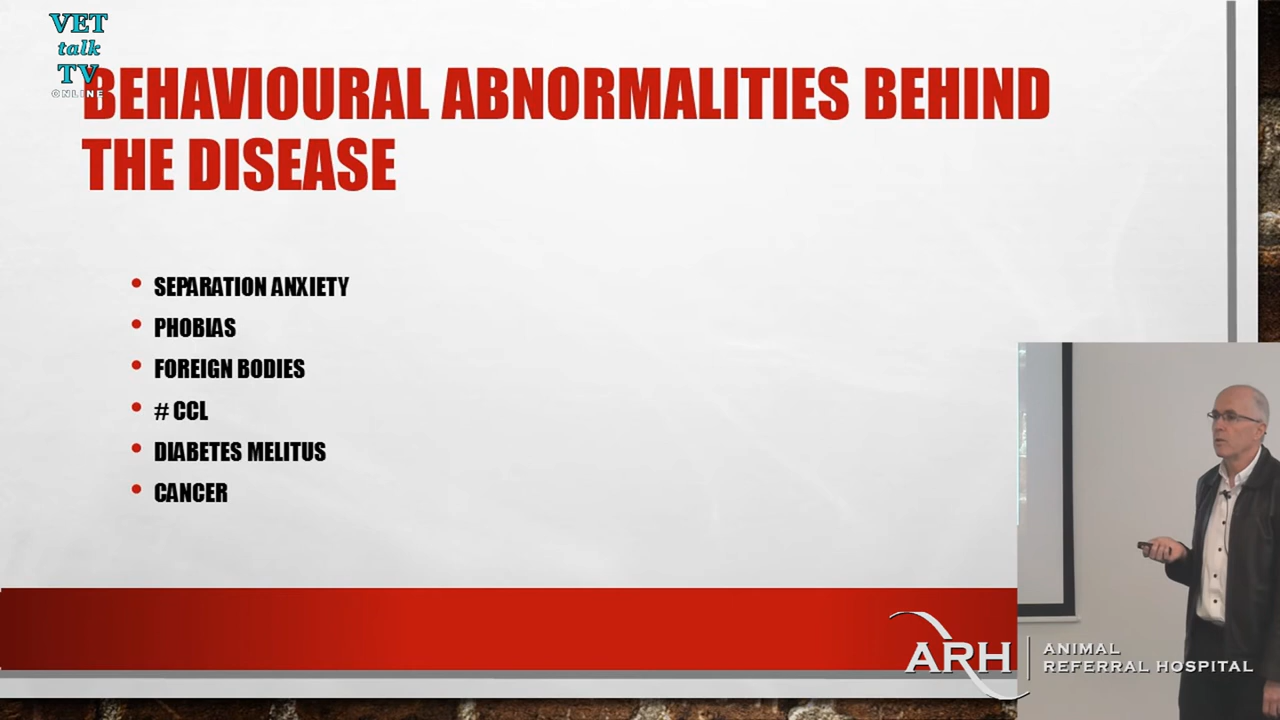 VET
talk
TV
ONLINE
BEHAVIOURAL ABNORMALITIES BEHIND
THE DISEASE
• SEPARATION ANXIETY
• PHOBIAS
• FOREIGN BODIES
• # CCL
• DIABETES MELITUS
• CANCER
ARH
ANIMAL
REFERRAL HOSPITAL